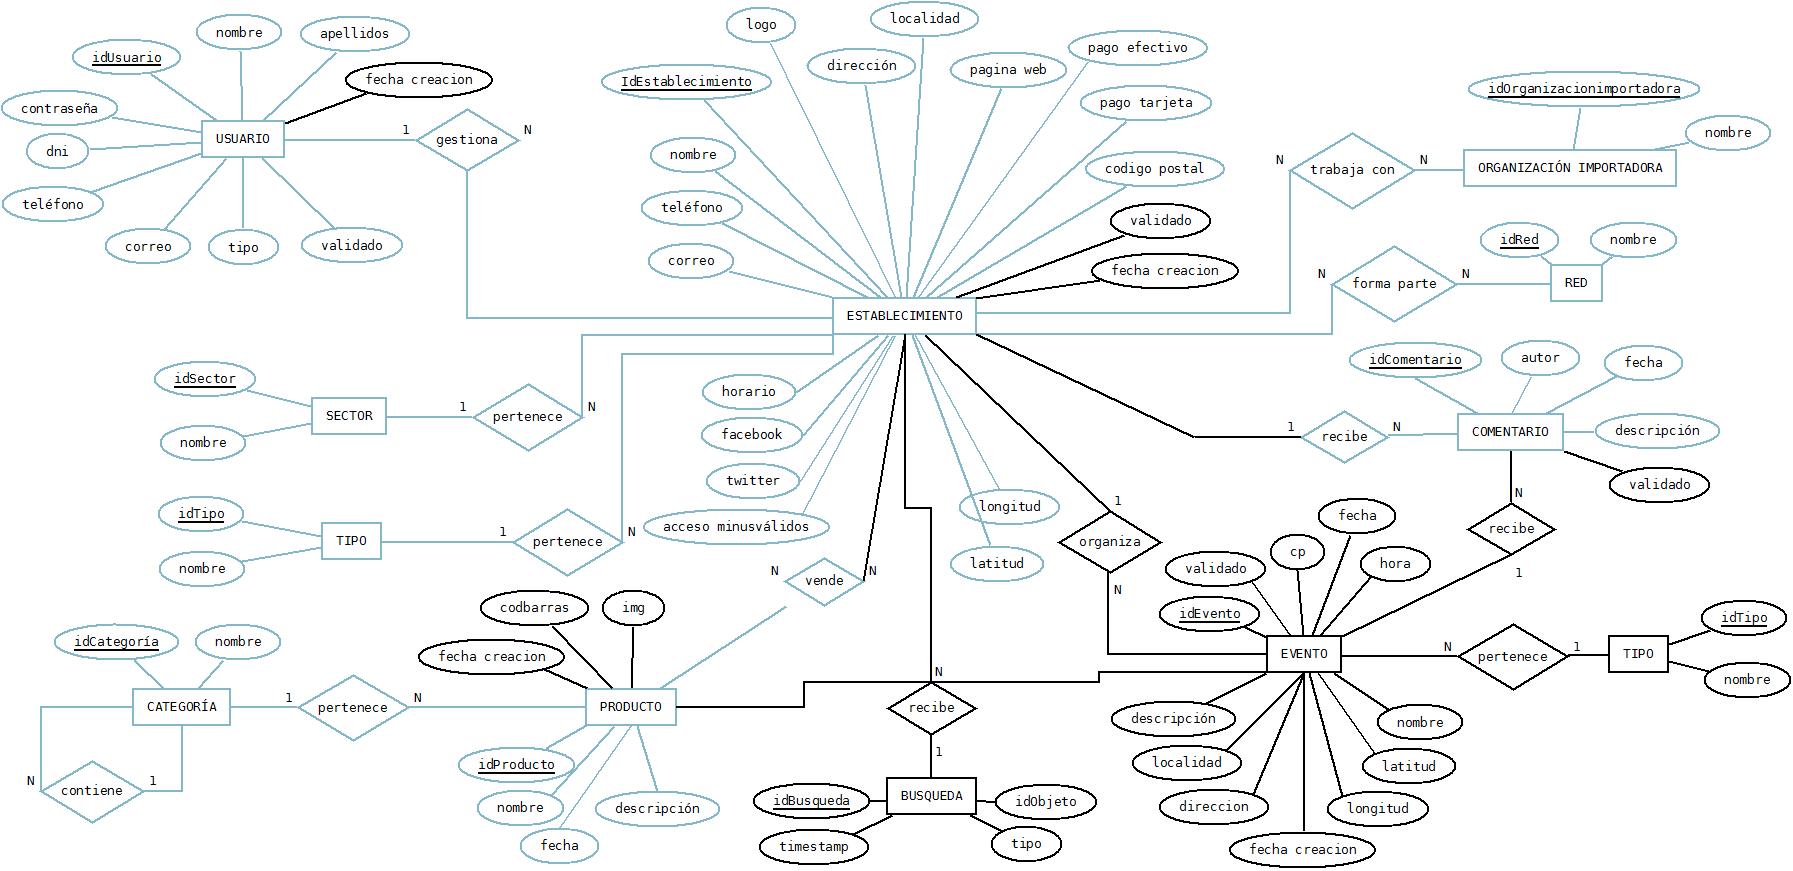 logo
localidad
nombre
apellidos
pago efectivo
idUsuario
dirección
pagina web
fecha creacion
IdEstablecimiento
idOrganizacionimportadora
contraseña
pago tarjeta
nombre
1
N
USUARIO
gestiona
dni
nombre
codigo postal
N
N
trabaja con
ORGANIZACIÓN IMPORTADORA
teléfono
teléfono
validado
correo
tipo
validado
idRed
nombre
correo
fecha creacion
N
N
forma parte
RED
ESTABLECIMIENTO
idSector
idComentario
autor
fecha
horario
1
N
SECTOR
pertenece
1
N
recibe
COMENTARIO
descripción
nombre
facebook
twitter
validado
N
1
longitud
idTipo
fecha
acceso minusválidos
recibe
1
N
TIPO
pertenece
organiza
cp
nombre
latitud
validado
hora
N
N
vende
1
N
codbarras
img
idEvento
idTipo
idCategoría
nombre
fecha creacion
EVENTO
N
1
pertenece
TIPO
N
nombre
1
N
CATEGORÍA
pertenece
PRODUCTO
recibe
descripción
nombre
1
idProducto
localidad
latitud
N
1
contiene
BUSQUEDA
idBusqueda
idObjeto
nombre
descripción
direccion
longitud
fecha
timestamp
tipo
fecha creacion